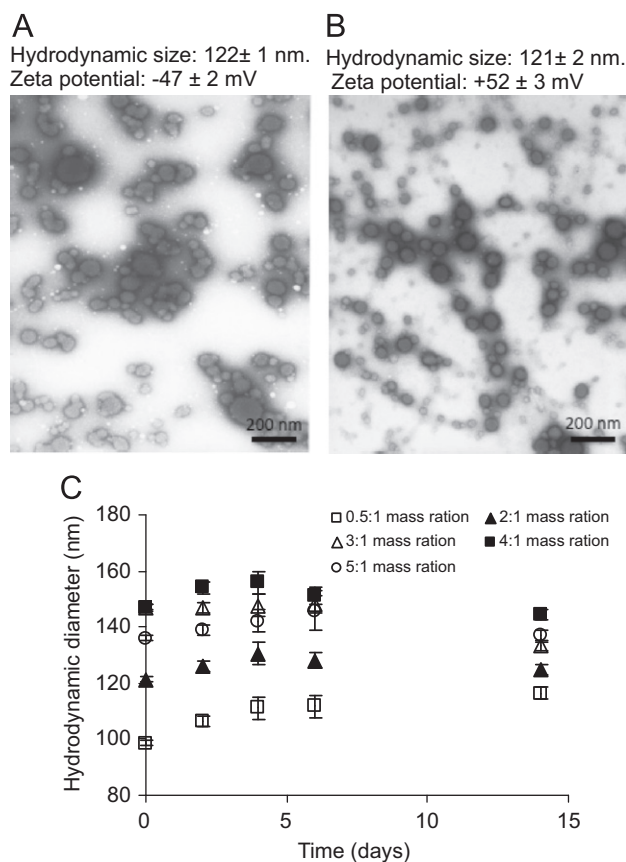 A
Hydrodynamic size: 122± 1 nm.
Zeta potential: -47 ± 2 mV
200 nm
B
Hydrodynamic size: 121± 2 nm.
Zeta potential: +52 ± 3 mV
200 nm
C
Hydrodynamic diameter (nm)
180
160
140
120
100
80
0
5
10
15
Time (days)
0.5:1 mass ration
2:1 mass ration
3:1 mass ration
4:1 mass ration
5:1 mass ration